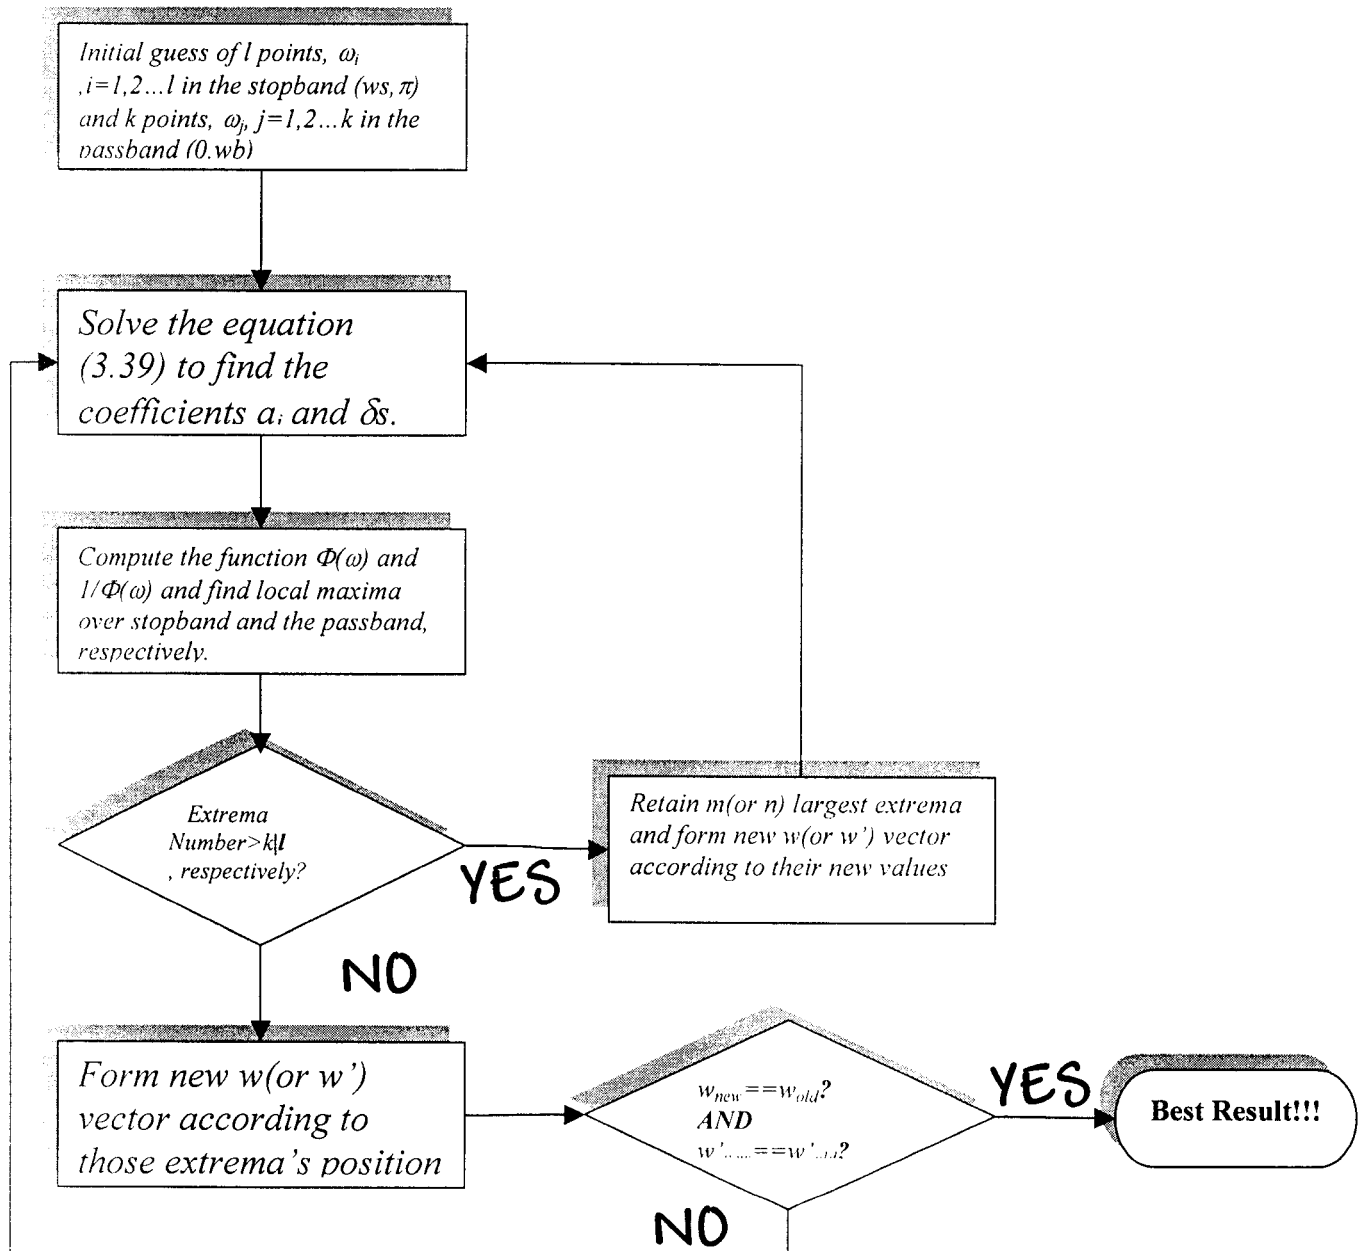 Initial guess of l points, ωi
,i=1,2...l in the stopband (ws, π)
and k points, ωj, j=1,2...k in the
passband (0.wb)
Solve the equation
(3.39) to find the
coefficients ai and δs.
Compute the function Φ(ω) and
1/Φ(ω) and find local maxima
over stopband and the passband,
respectively.
Extrema
Number>k|l
, respectively?
YES
Retain m(or n) largest extrema
and form new w(or w') vector
according to their new values
NO
Form new w(or w')
vector according to
those extrema's position
wnew==wold?
AND
YES
Best Result!!!
NO